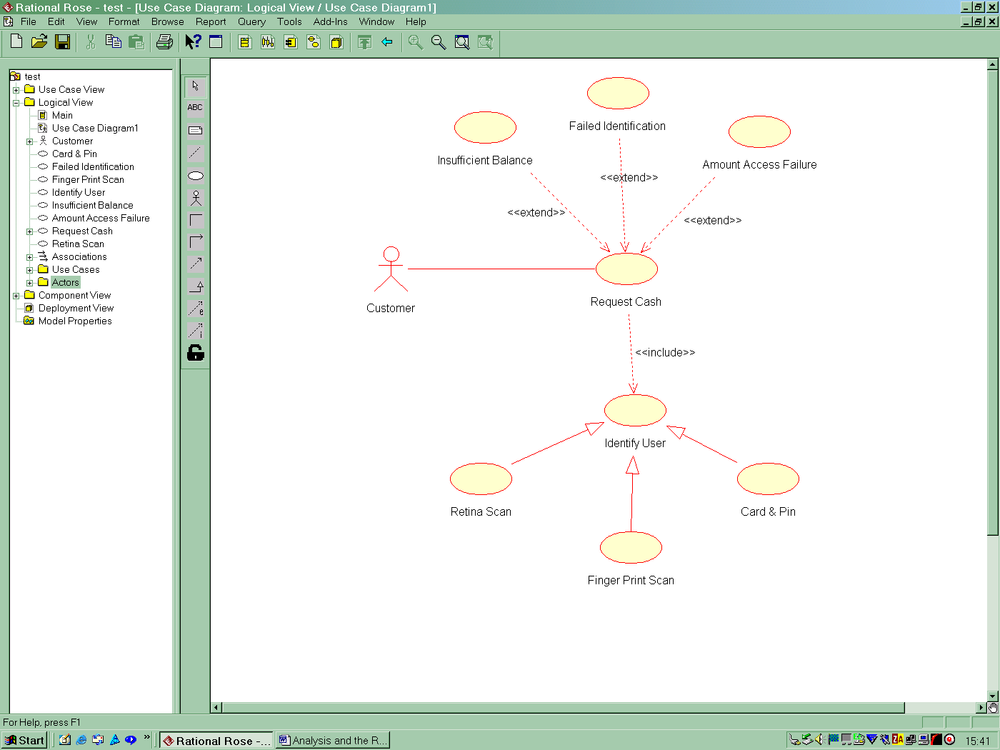 Rational Rose - test - [Use Case Diagram: Logical View / Use Case Diagram1]
File Edit View Format Browse Report Query Tools Add-Ins Window Help
test
Use Case View
Logical View
Main
Use Case Diagram1
Customer
Card & Pin
Failed Identification
Finger Print Scan
Identify User
Insufficient Balance
Amount Access Failure
Request Cash
Retina Scan
Associations
Use Cases
Actors
Component View
Deployment View
Model Properties
ABC
Failed Identification
Insufficient Balance
Amount Access Failure
<<extend>>
<<extend>>
<<extend>>
Customer
Request Cash
<<include>>
Identify User
Retina Scan
Card & Pin
Finger Print Scan
For Help, press F1
Start
»
Rational Rose -...
Analysis and the R...
ZA
15:41